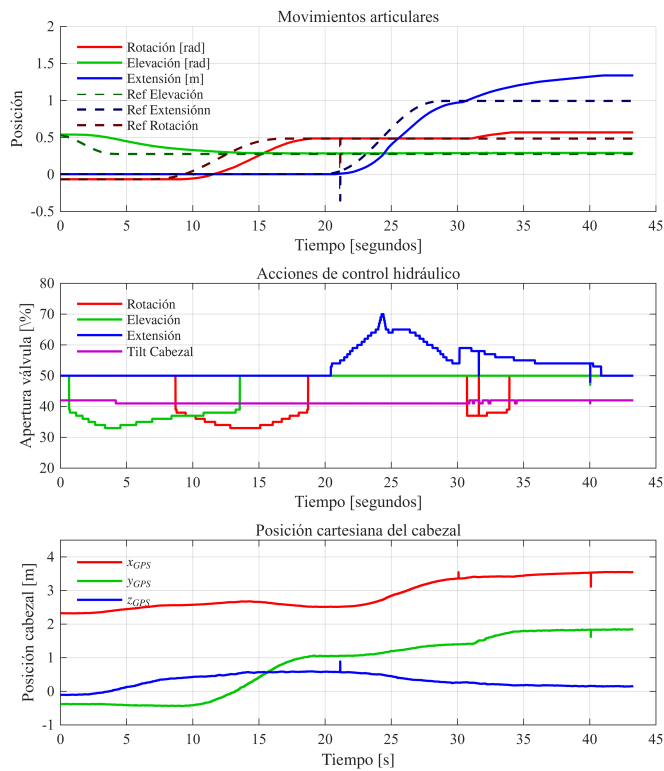 Movimientos articulares
2
1.5
1
0.5
0
-0.5
Posición
Rotación [rad]
Elevación [rad]
Extensión [m]
Ref Elevación
Ref Extensiónn
Ref Rotación
0 5 10 15 20 25 30 35 40 45
Tiempo [segundos]
Acciones de control hidráulico
80
70
60
50
40
30
20
Apertura válvula [\%]
Rotación
Elevación
Extensión
Tilt Cabezal
0 5 10 15 20 25 30 35 40 45
Tiempo [segundos]
Posición cartesiana del cabezal
4
3
2
1
0
-1
Posición cabezal [m]
xGPS
yGPS
zGPS
0 5 10 15 20 25 30 35 40 45
Tiempo [s]